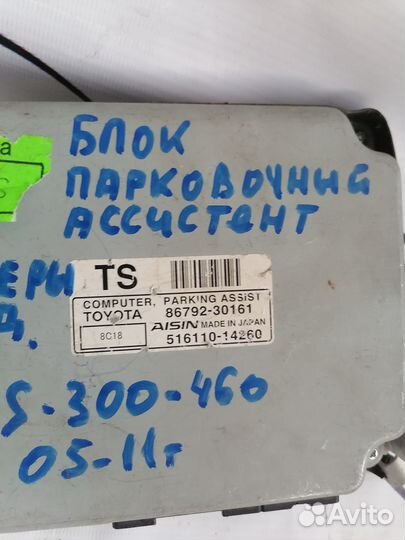 БЛОК
ПАРКОВОЧНИЙ
АССИСТЕНТ
TS
COMPUTER, PARKING ASSIST
TOYOTA 86792-30161
8C18 AISIN MADE IN JAPAN
516110-14260
S-300-460
05-11г
Avito